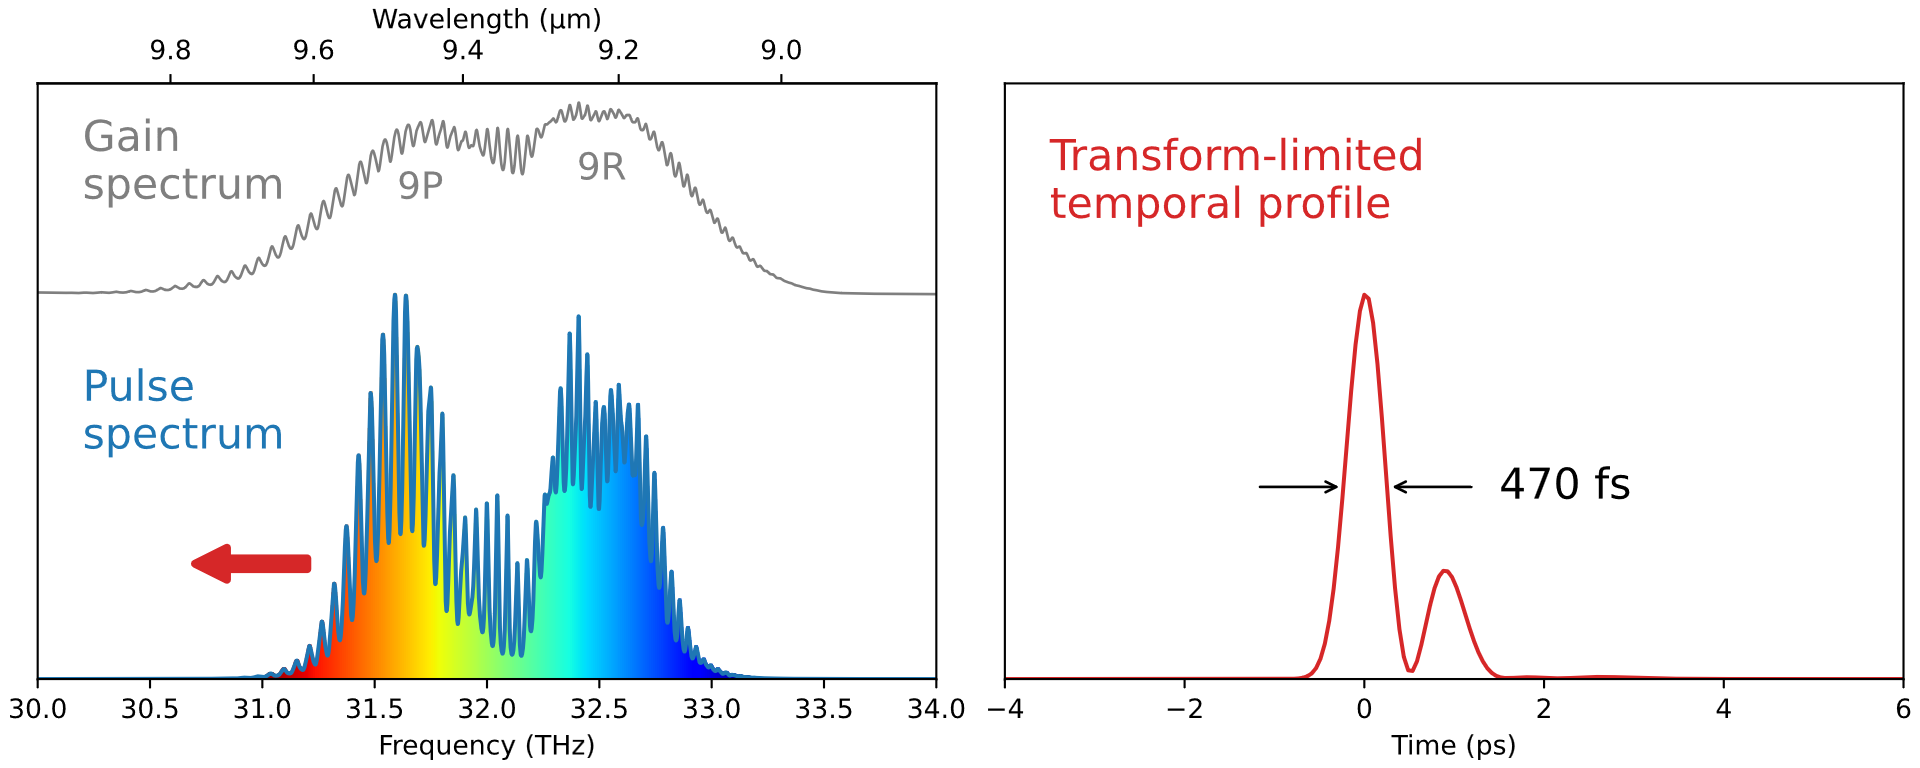 Wavelength (µm)
9.8 9.6 9.4 9.2 9.0
Gain
spectrum
9P
9R
Pulse
spectrum
30.0 30.5 31.0 31.5 32.0 32.5 33.0 33.5 34.0
Frequency (THz)
Transform-limited
temporal profile
470 fs
−4 −2 0 2 4 6
Time (ps)